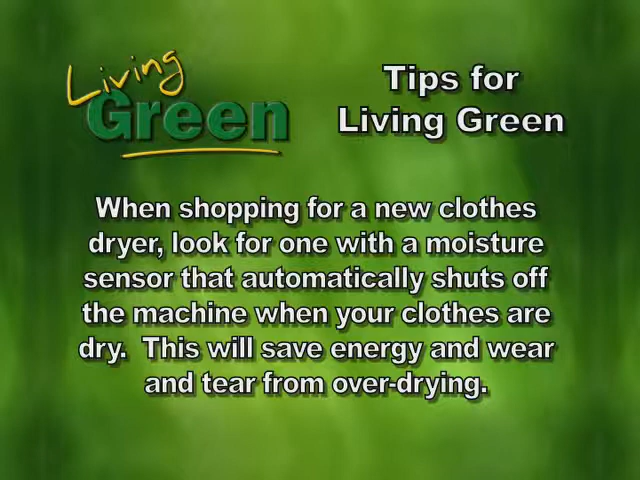 Living
Green
Tips for
Living Green
When shopping for a new clothes
dryer, look for one with a moisture
sensor that automatically shuts off
the machine when your clothes are
dry.  This will save energy and wear
and tear from over-drying.